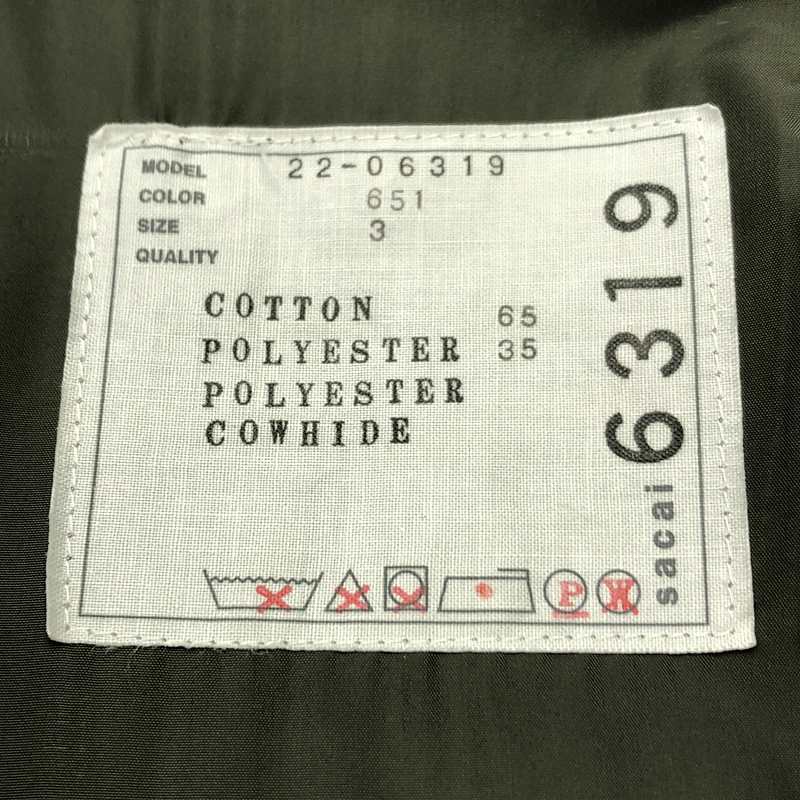 MODEL 22-06319
COLOR 651
SIZE 3
QUALITY
COTTON 65
POLYESTER 35
POLYESTER
COWHIDE
P W
sacai 6319